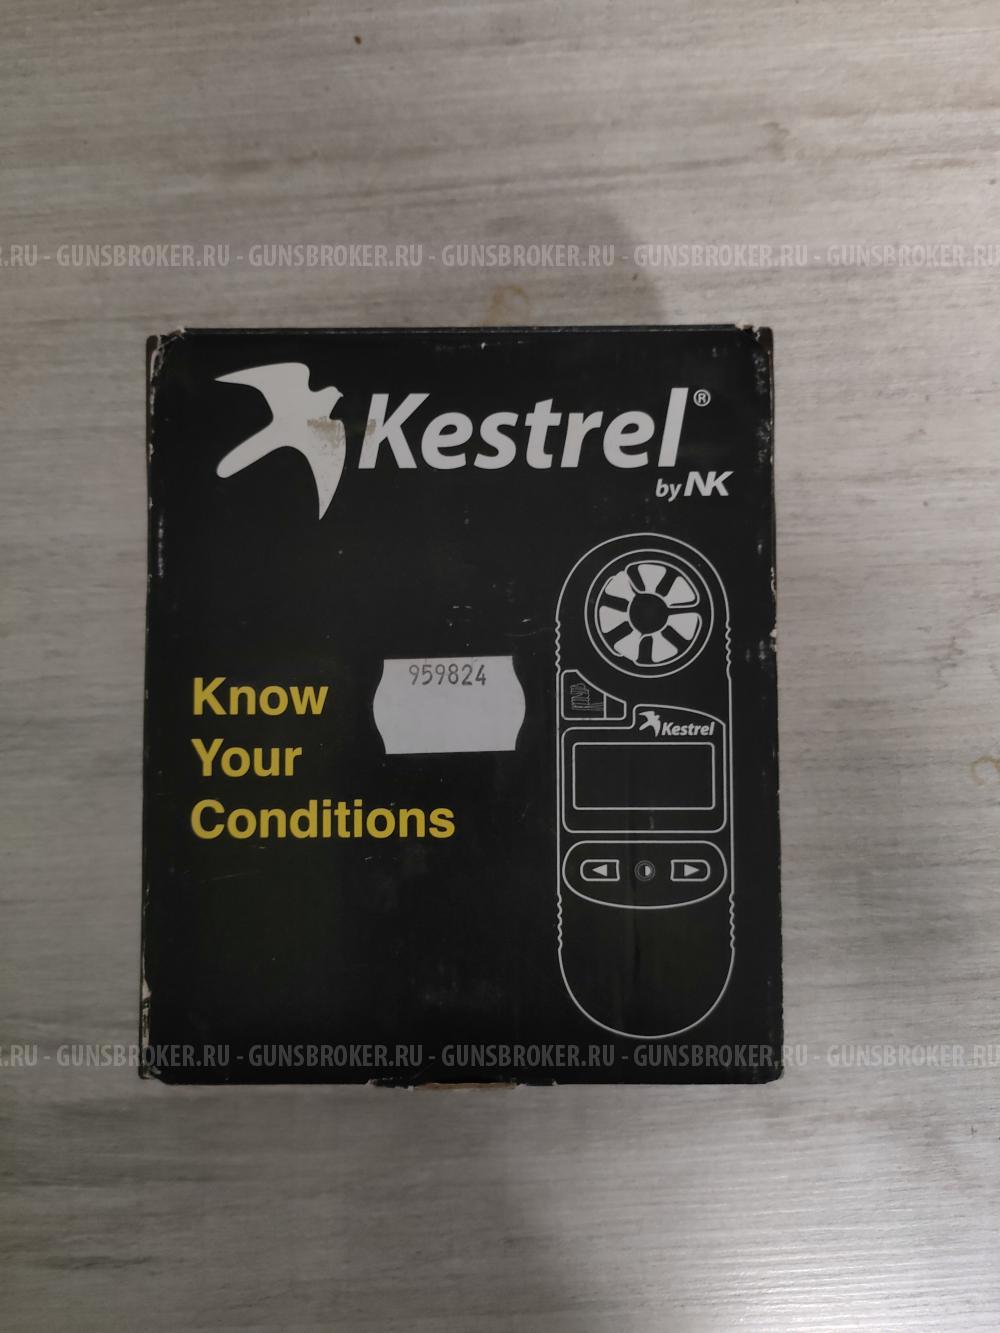 .RU - GUNSBROKER.RU - GUNSBROKER.RU - GUNSBROKER.RU - GUNSBROKER.RU - GUNSBROKER.RU
Kestrel®
by NK
959824
Know
Your
Conditions
Kestrel
.RU - GUNSBROKER.RU - GUNSBROKER.RU - GUNSBROKER.RU - GUNSBROKER.RU - GUNSBROKER.RU